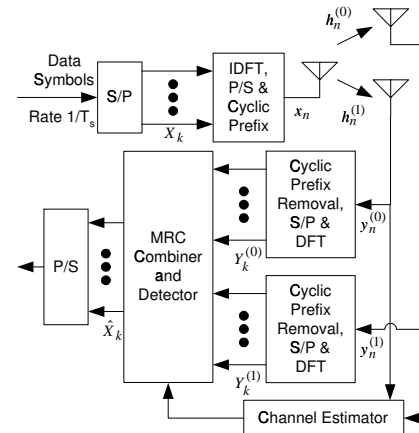 Data
Symbols
Rate 1/T_s
S/P
X_k
IDFT,
P/S &
Cyclic
Prefix
x_n
h_n^(0)
h_n^(1)
MRC
Combiner
and
Detector
P/S
X̂_k
Cyclic
Prefix
Removal,
S/P &
DFT
Y_k^(0)
y_n^(0)
Cyclic
Prefix
Removal,
S/P &
DFT
Y_k^(1)
y_n^(1)
Channel Estimator